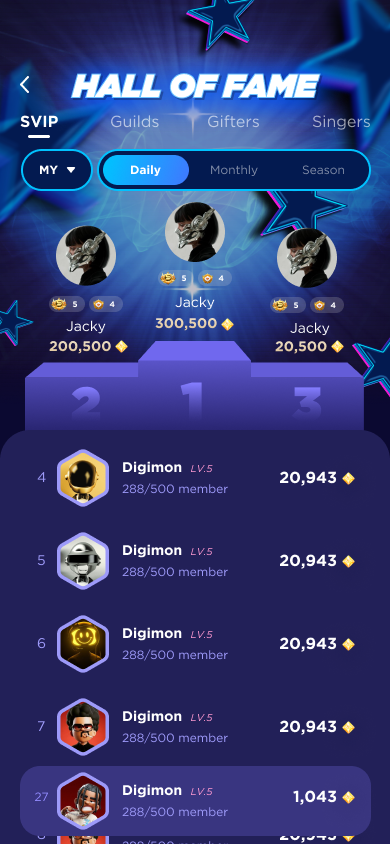 HALL OF FAME
SVIP Guilds Gifters Singers
MY Daily Monthly Season
5 4
Jacky
300,500
5 4
Jacky
200,500
5 4
Jacky
20,500
2 1 3
4 Digimon LV.5 20,943
288/500 member
5 Digimon LV.5 20,943
288/500 member
6 Digimon LV.5 20,943
288/500 member
7 Digimon LV.5 20,943
288/500 member
27 Digimon LV.5 1,043
288/500 member